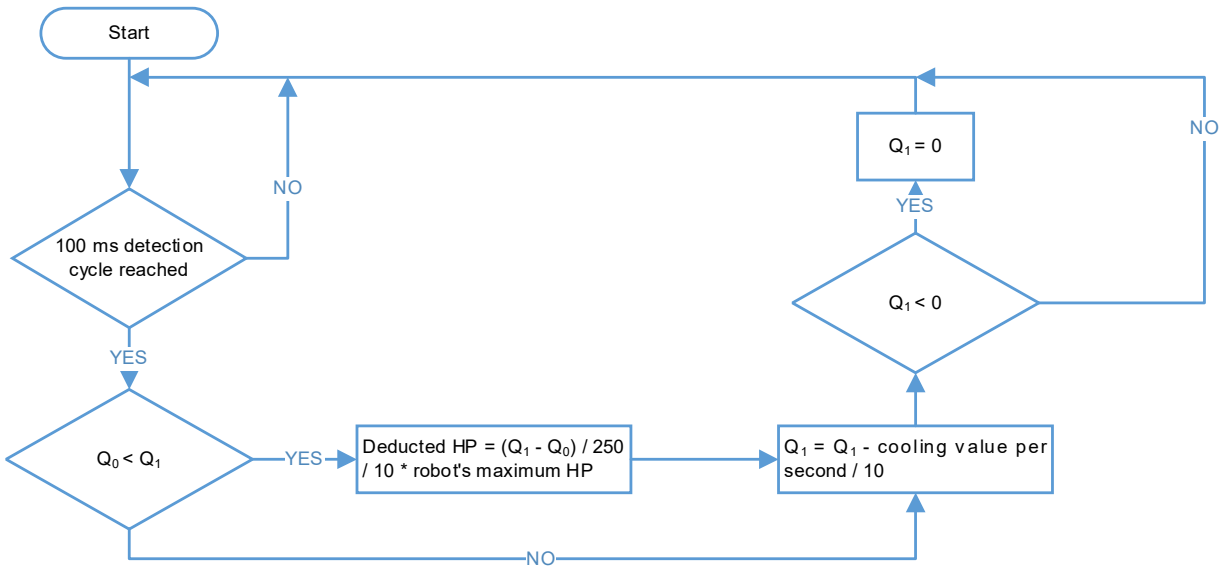 Start
NO
100 ms detection
cycle reached
YES
Q₀ < Q₁
YES
Deducted HP = (Q₁ - Q₀) / 250
/ 10 * robot's maximum HP
NO
Q₁ = Q₁ - cooling value per
second / 10
Q₁ < 0
YES
Q₁ = 0
NO